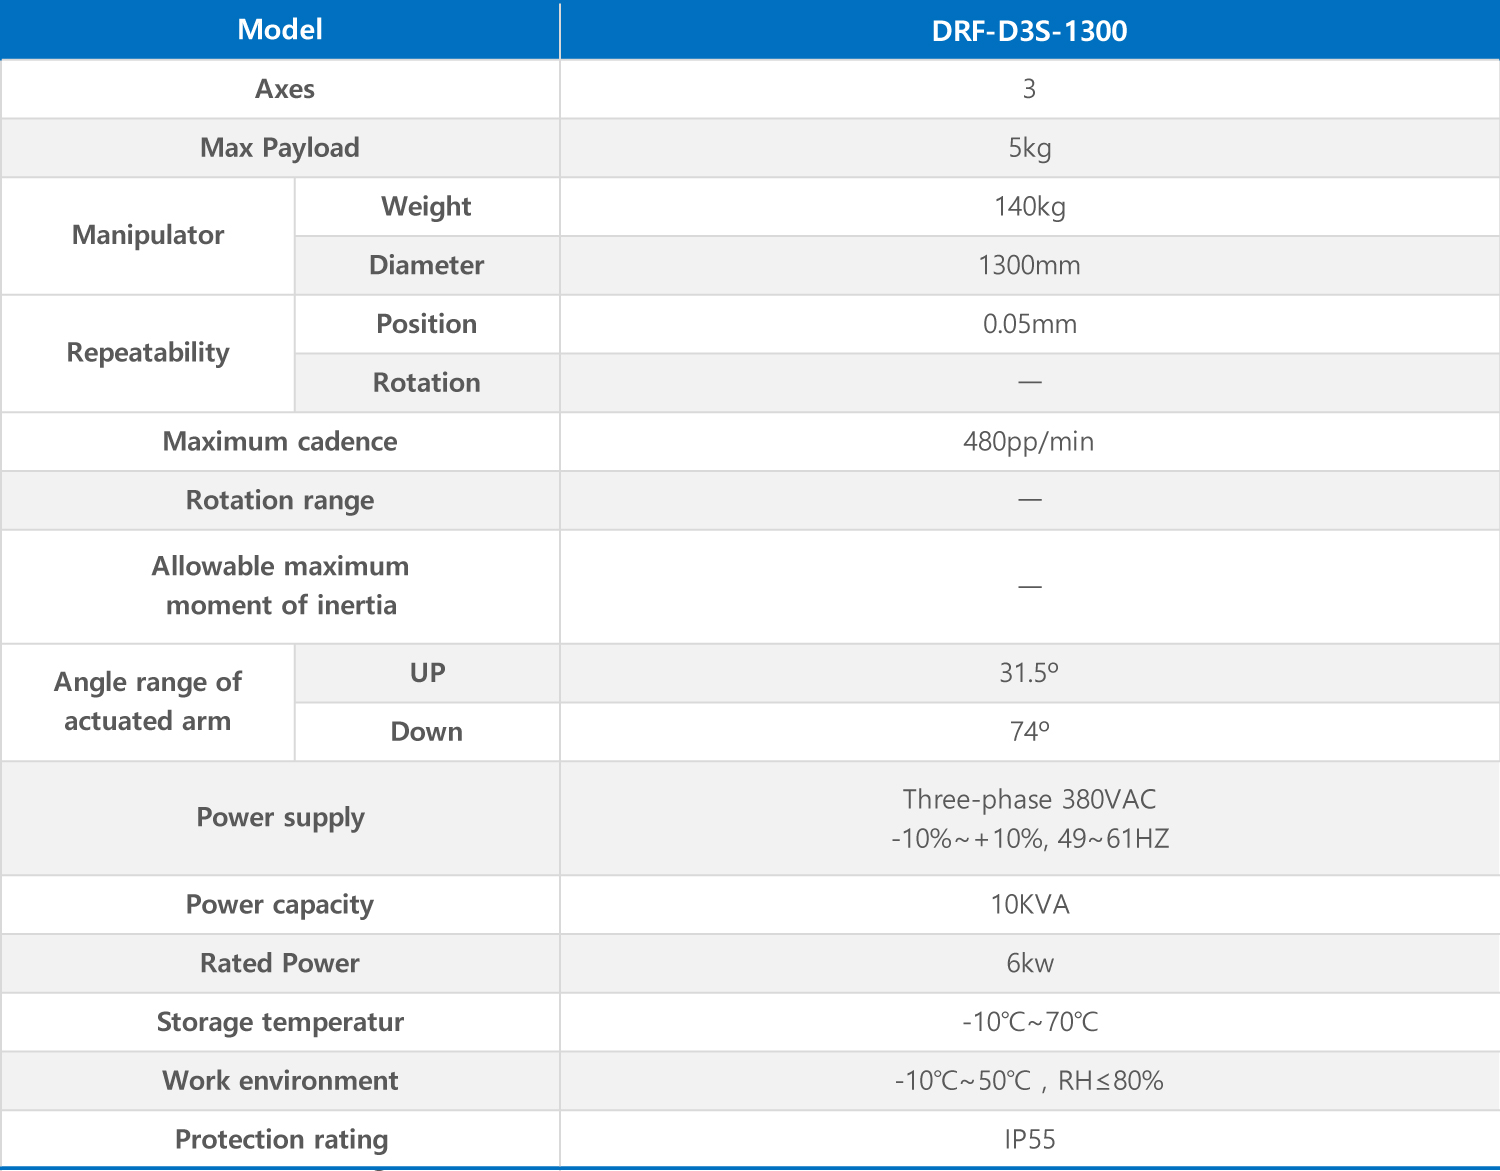 Model DRF-D3S-1300
Axes 3
Max Payload 5kg
Manipulator
Weight 140kg
Diameter 1300mm
Repeatability
Position 0.05mm
Rotation —
Maximum cadence 480pp/min
Rotation range —
Allowable maximum
moment of inertia
—
Angle range of
actuated arm
UP 31.5º
Down 74º
Power supply
Three-phase 380VAC
-10%~+10%, 49~61HZ
Power capacity 10KVA
Rated Power 6kw
Storage temperatur -10℃~70℃
Work environment -10℃~50℃ , RH≤80%
Protection rating IP55